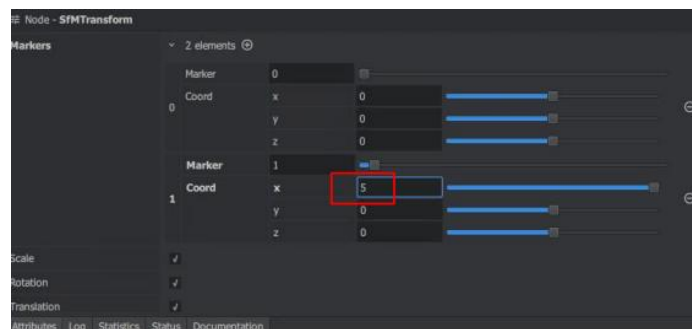 Node - SfMTransform
Markers 2 elements
Marker 0
0 Coord x 0
y 0
z 0
Marker 1
1 Coord x 5
y 0
z 0
Scale
Rotation
Translation
Attributes Log Statistics Status Documentation